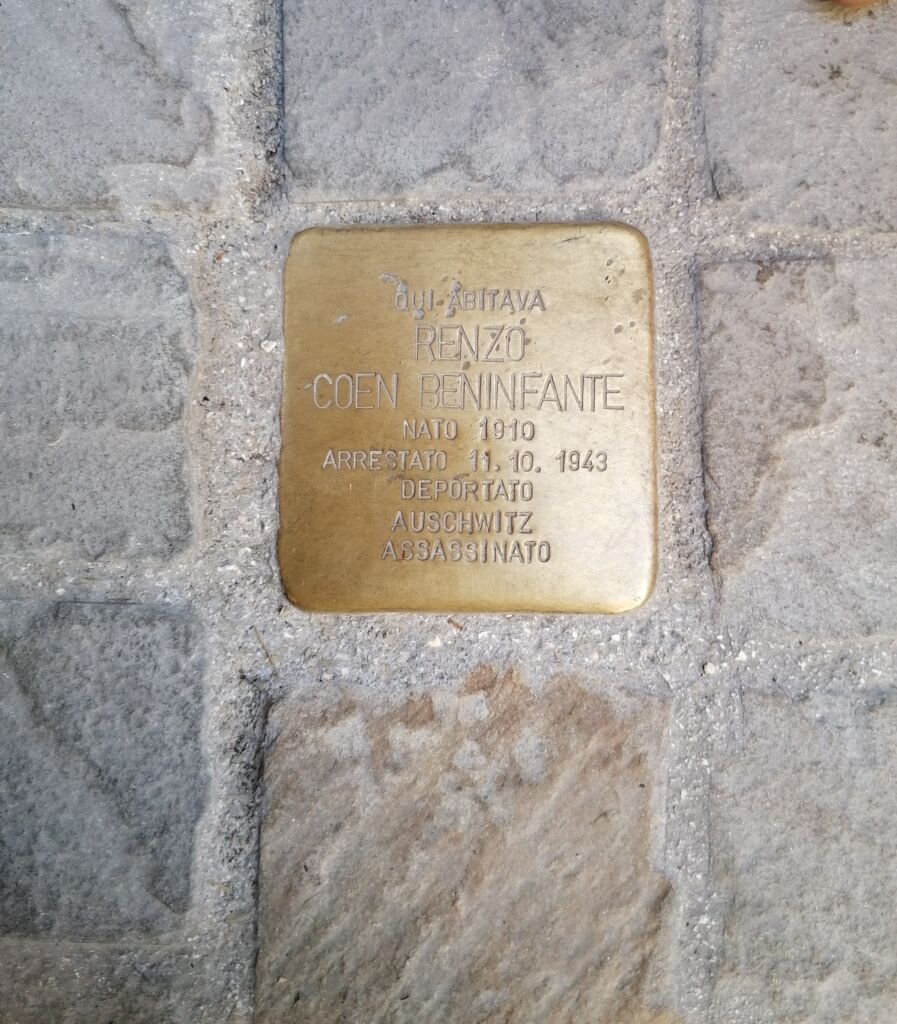 QUI ABITAVA
RENZO
COEN BENINFANTE
NATO 1910
ARRESTATO 11.10.1943
DEPORTATO
AUSCHWITZ
ASSASSINATO